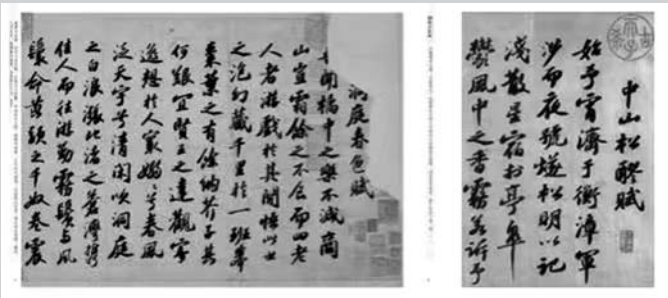 洞庭春色賦
聞橘中之樂不減商
山豈霜餘之不食而四老
人者游戲於其間悟此世
之泡幻藏千里於一班舉
棗葉之有餘納芥子其
何艱宜賢王之達觀寄
逸想於人寰嫋兮春風
泛天宇兮清閑吹洞庭
之白浪漲北渚之蒼灣攜
佳人而往游勤霧鬢與風
鬟命黃頭之千奴卷震
中山松醪賦
始予宵濟于衡漳軍
涉而夜號燧松明以記
淺散星宿於亭皋
鬱風中之香霧若訴予